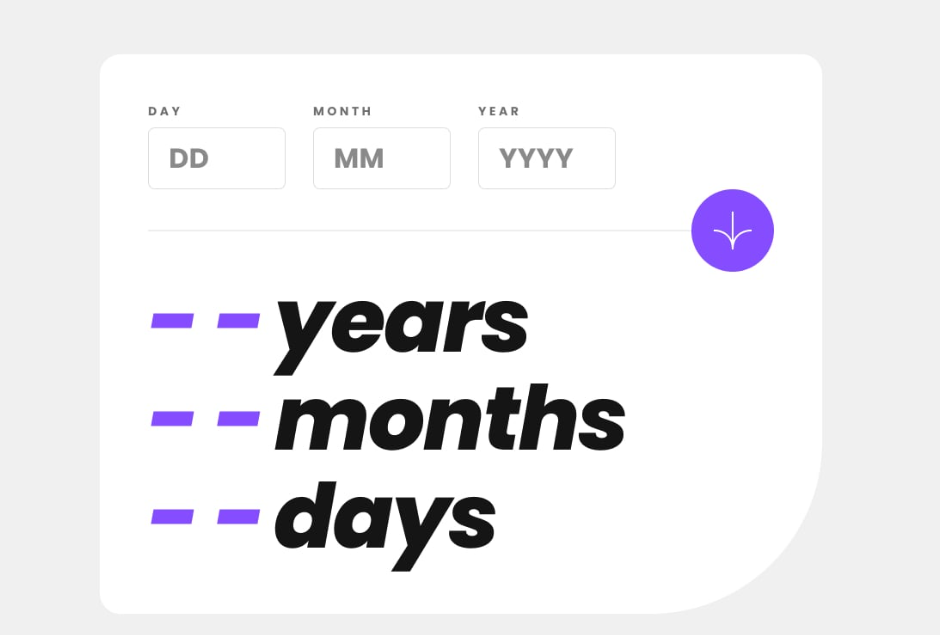 DAY MONTH YEAR
DD MM YYYY
- - years
- - months
- - days